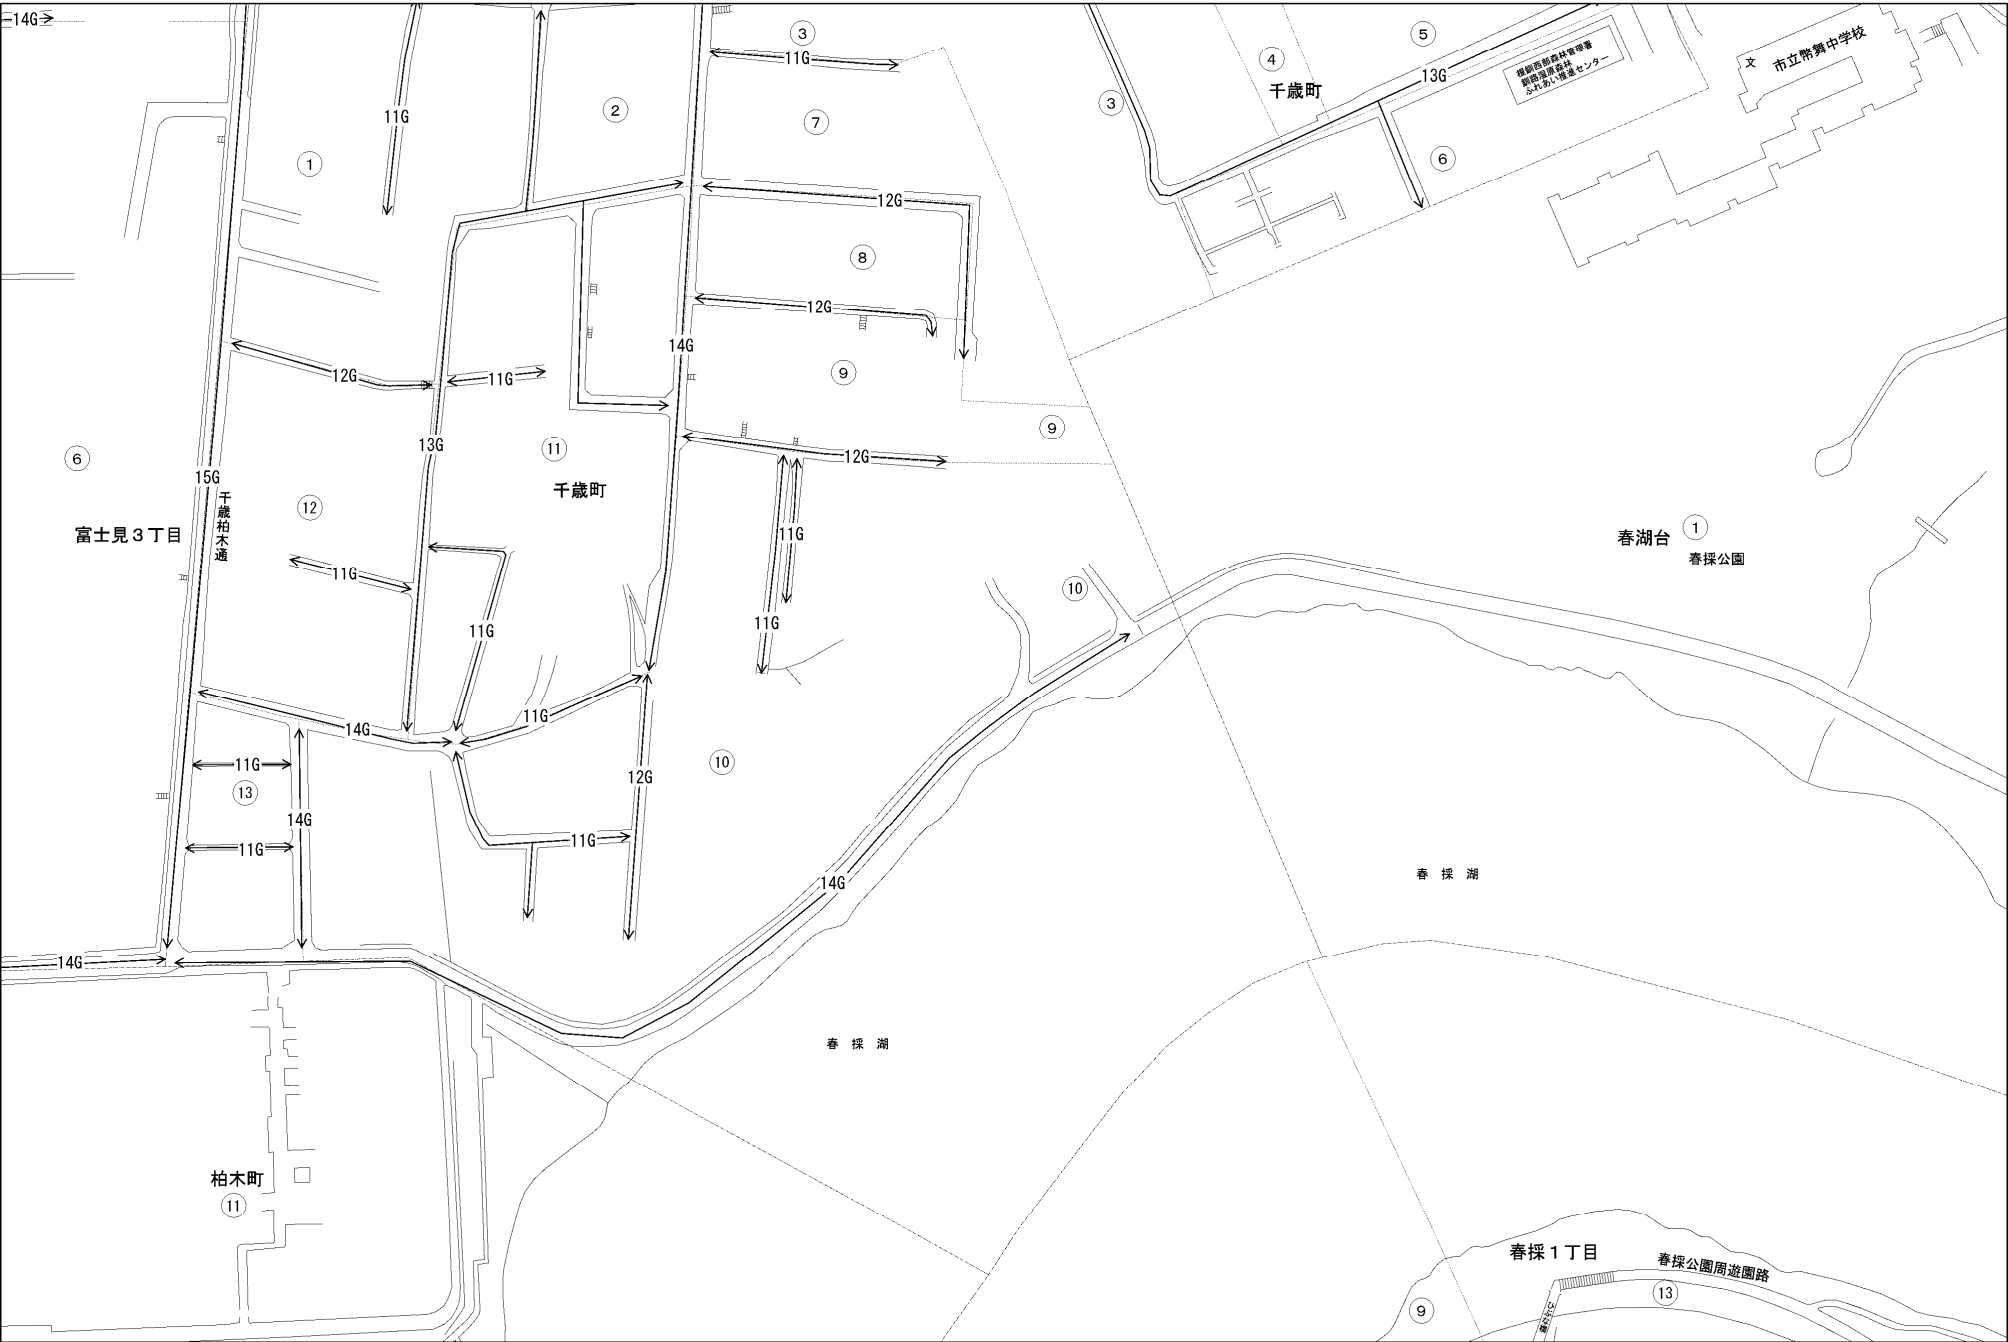 14G
11G
③
11G
④
千歳町
⑤
13G
根釧西部森林管理署
釧路湿原森林
ふれあい推進センター
文
市立幣舞中学校
②
③
⑦
①
⑥
12G
⑧
12G
14G
12G
11G
⑨
⑨
13G
⑪
12G
⑥
15G
千歳町
千歳柏木通
⑫
富士見３丁目
11G
11G
①
春湖台
春採公園
11G
⑩
11G
11G
11G
14G
⑩
11G
⑬
12G
14G
11G
11G
14G
春採湖
14G
春採湖
柏木町
⑪
春採１丁目
春採公園周遊園路
⑬
⑨